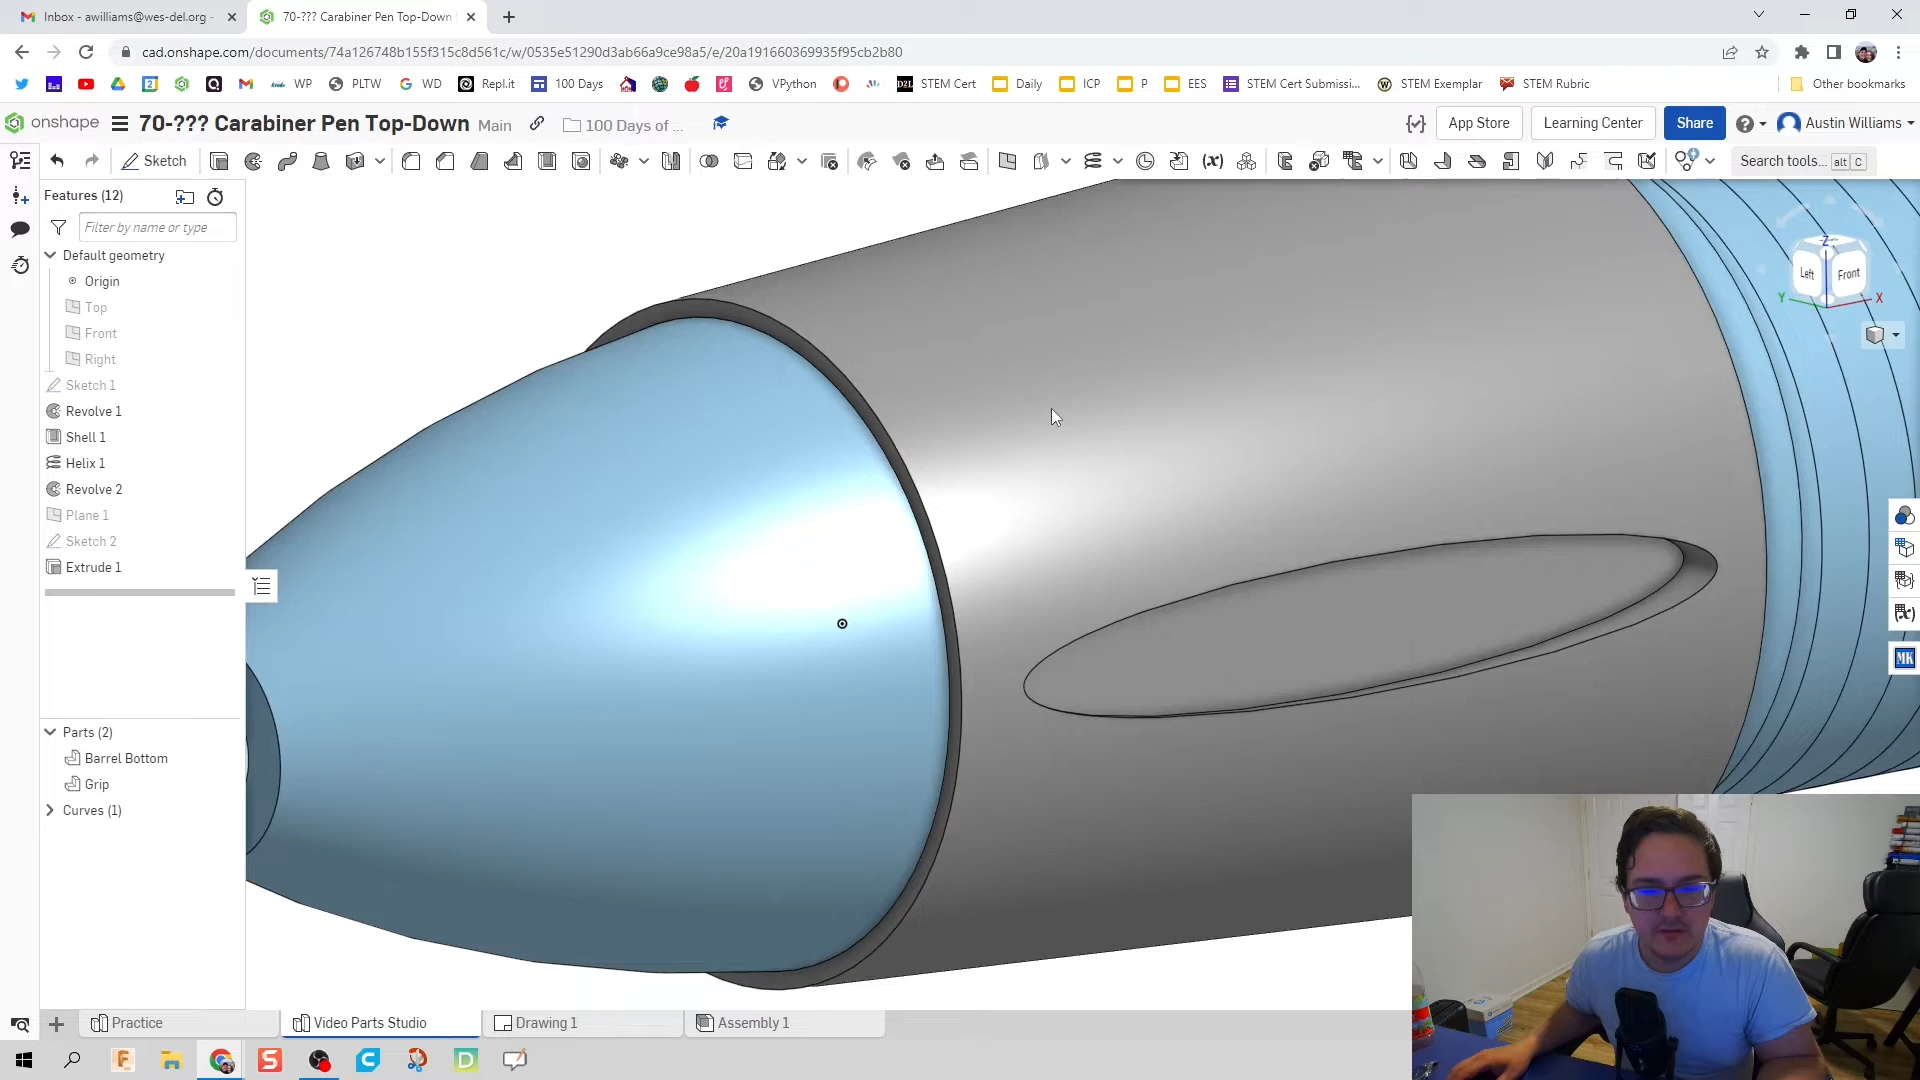 Inbox - awilliams@wes-del.org -
70-??? Carabiner Pen Top-Down
cad.onshape.com/documents/74a126748b155f315c8d561c/w/0535e51290d3ab66a9ce98a5/e/20a191660369935f95cb2b80
WP
PLTW
WD
Repl.it
100 Days
VPython
D2L
STEM Cert
Daily
ICP
P
EES
STEM Cert Submissi...
STEM Exemplar
STEM Rubric
Other bookmarks
onshape
70-??? Carabiner Pen Top-Down
Main
100 Days of ...
App Store
Learning Center
Share
Austin Williams
Sketch
Search tools...
alt
C
Features (12)
Filter by name or type
Default geometry
Origin
Top
Front
Right
Sketch 1
Revolve 1
Shell 1
Helix 1
Revolve 2
Plane 1
Sketch 2
Extrude 1
Parts (2)
Barrel Bottom
Grip
Curves (1)
Z
Left
Front
Y
X
MK
Practice
Video Parts Studio
Drawing 1
Assembly 1